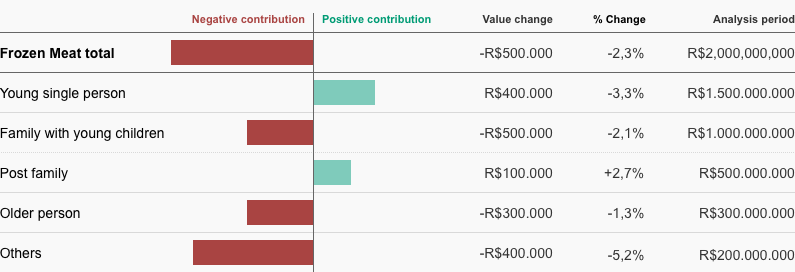 Negative contribution Positive contribution Value change % Change Analysis period
Frozen Meat total -R$500.000 -2,3% R$2,000,000,000
Young single person R$400.000 -3,3% R$1.500.000.000
Family with young children -R$500.000 -2,1% R$1.000.000.000
Post family R$100.000 +2,7% R$500.000.000
Older person -R$300.000 -1,3% R$300.000.000
Others -R$400.000 -5,2% R$200.000.000